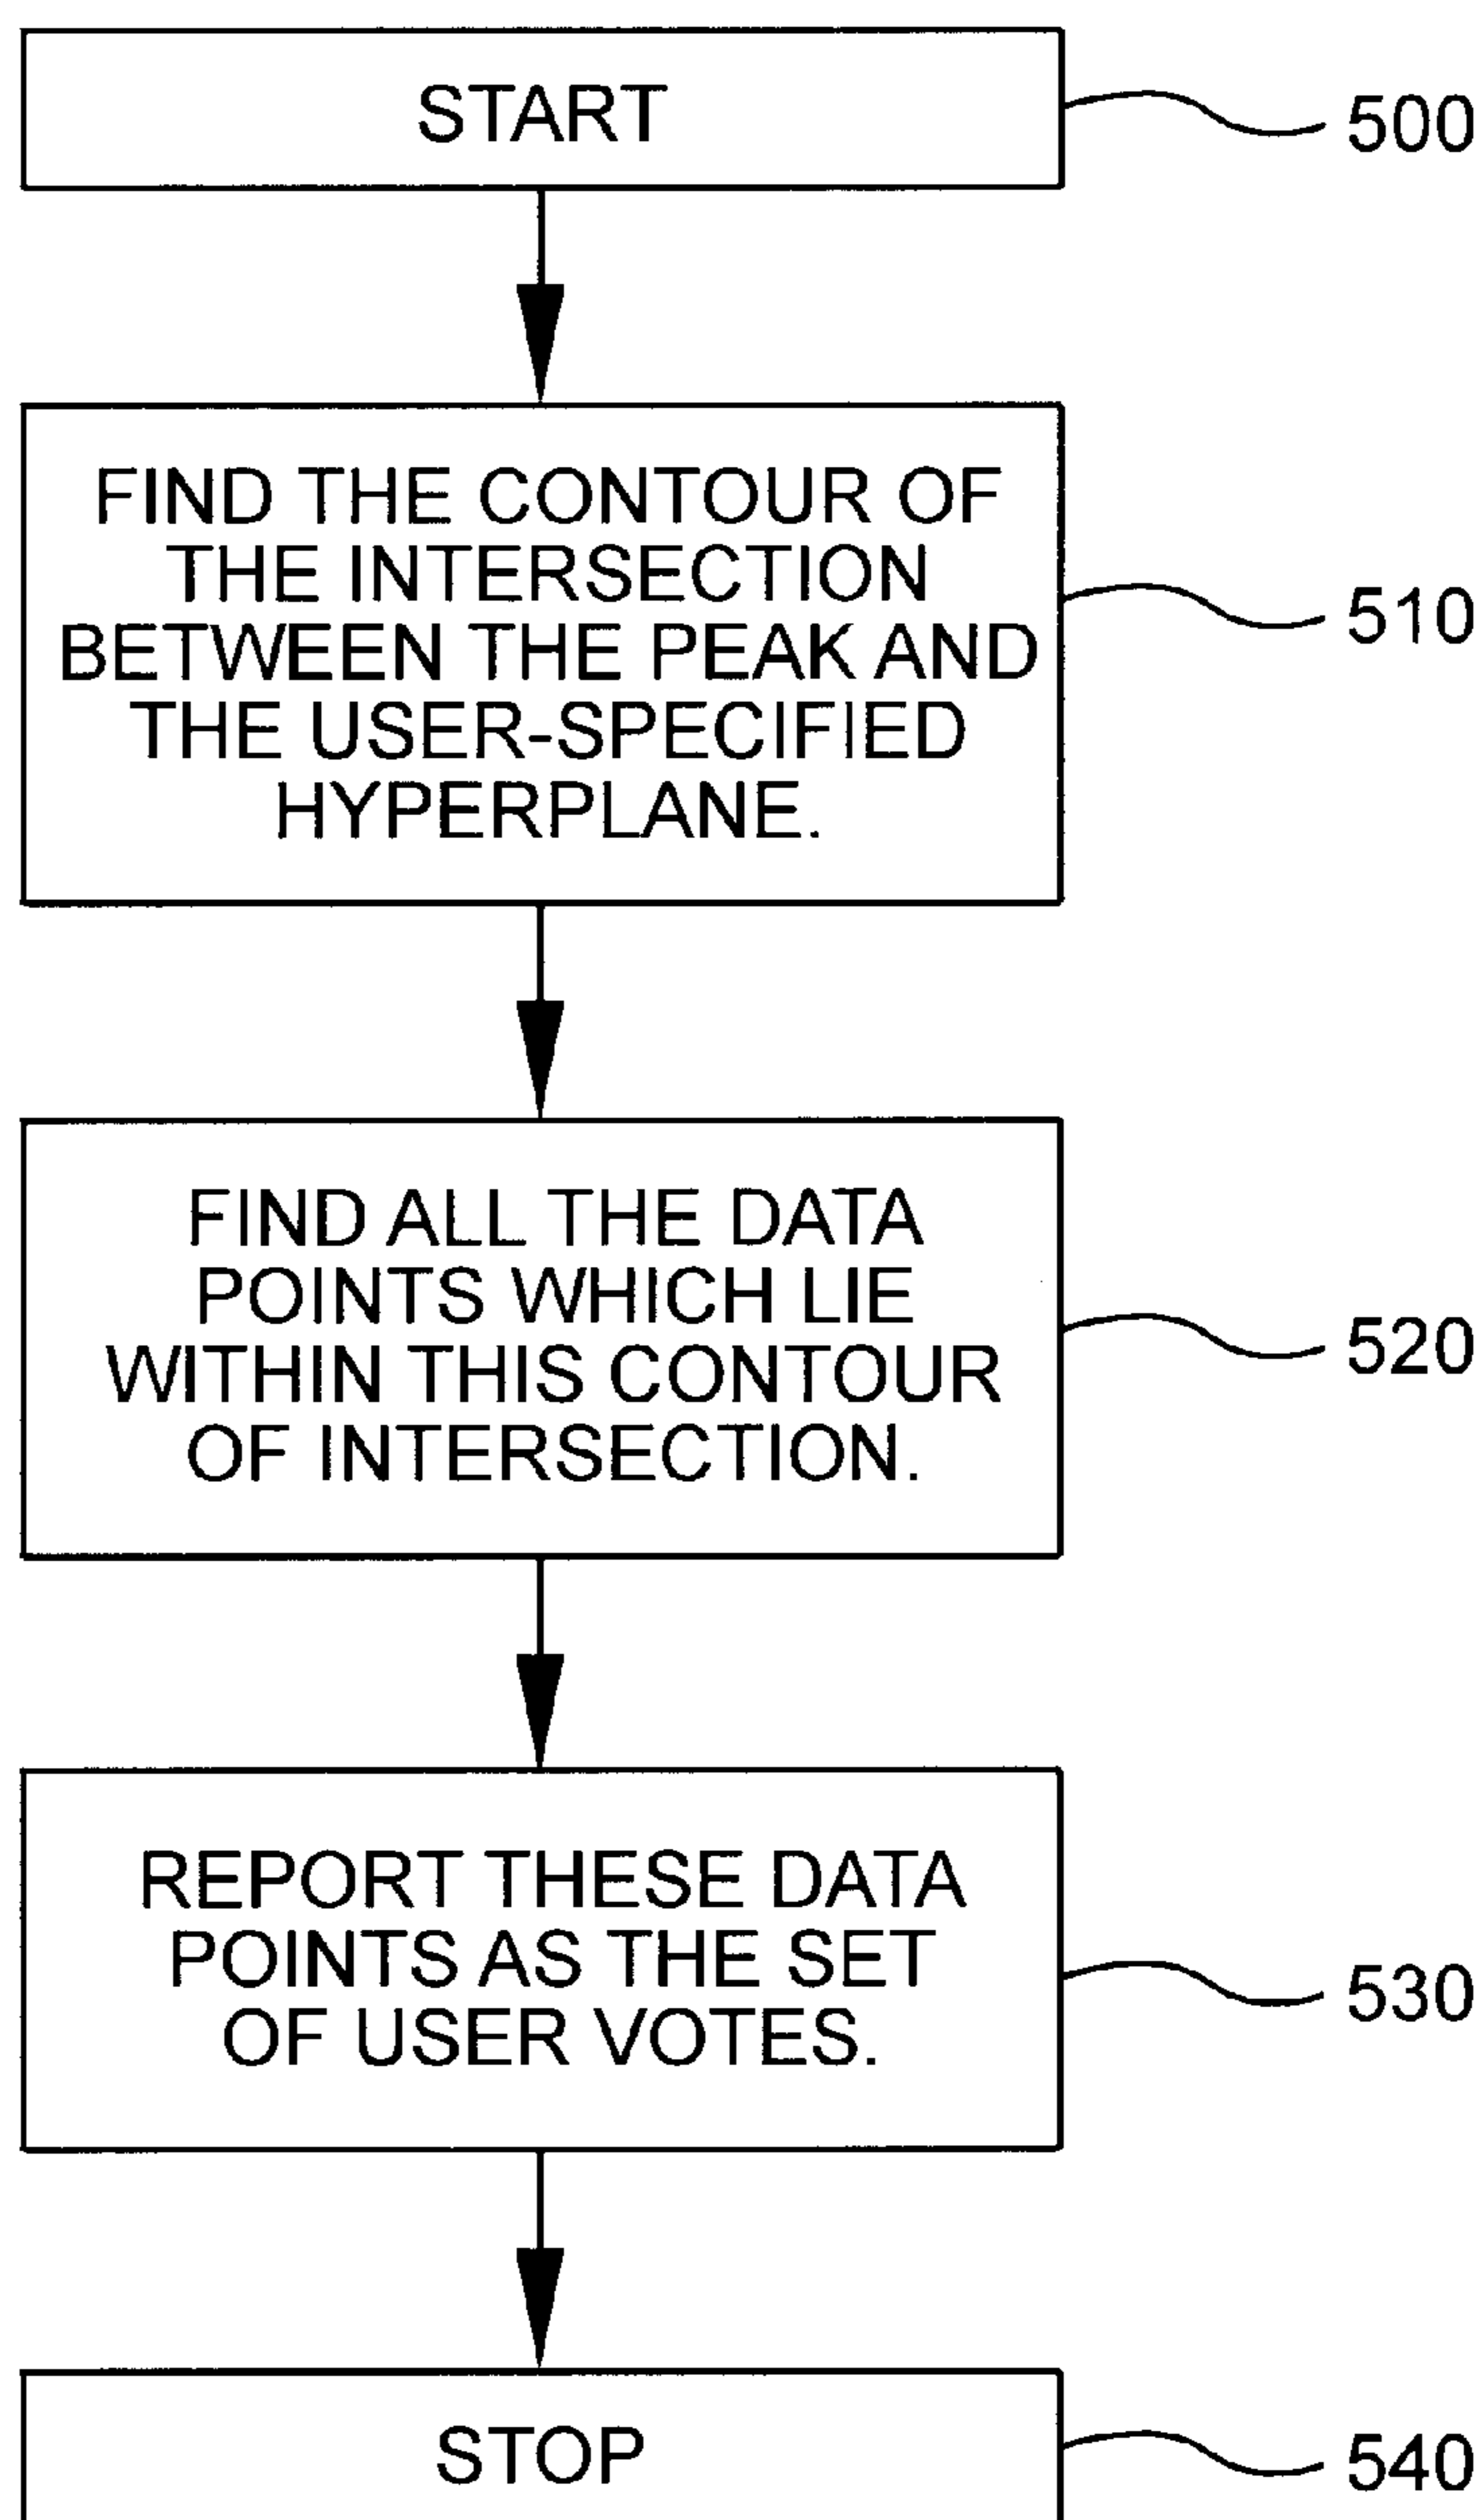 START
500
FIND THE CONTOUR OF
THE INTERSECTION
BETWEEN THE PEAK AND
THE USER-SPECIFIED
HYPERPLANE.
510
FIND ALL THE DATA
POINTS WHICH LIE
WITHIN THIS CONTOUR
OF INTERSECTION.
520
REPORT THESE DATA
POINTS AS THE SET
OF USER VOTES.
530
STOP
540